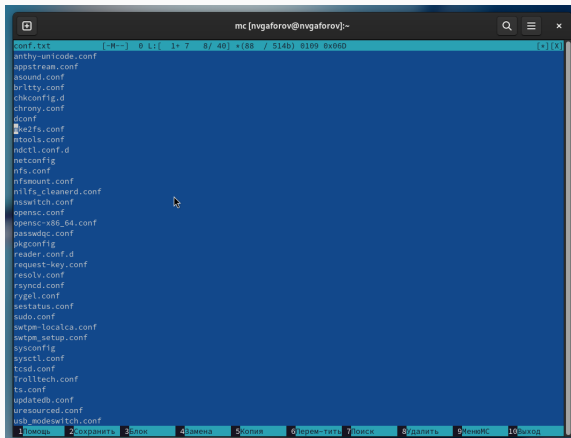 mc [nvgaforov@nvgaforov]:~
conf.txt [-M--] 0 L:[ 1+ 7 8/ 40] *(88 / 514b) 0109 0x06D [*][X]
anthy-unicode.conf
appstream.conf
asound.conf
brltty.conf
chkconfig.d
chrony.conf
dconf
mke2fs.conf
mtools.conf
ndctl.conf.d
netconfig
nfs.conf
nfsmount.conf
nilfs_cleanerd.conf
nsswitch.conf
opensc.conf
opensc-x86_64.conf
passwdqc.conf
pkgconfig
reader.conf.d
request-key.conf
resolv.conf
rsyncd.conf
rygel.conf
sestatus.conf
sudo.conf
swtpm-localca.conf
swtpm_setup.conf
sysconfig
sysctl.conf
tcsd.conf
Trolltech.conf
ts.conf
updatedb.conf
uresourced.conf
usb_modeswitch.conf
1Помощь 2Сохранить 3Блок 4Замена 5Копия 6Перем-тить 7Поиск 8Удалить 9МенюMC 10Выход